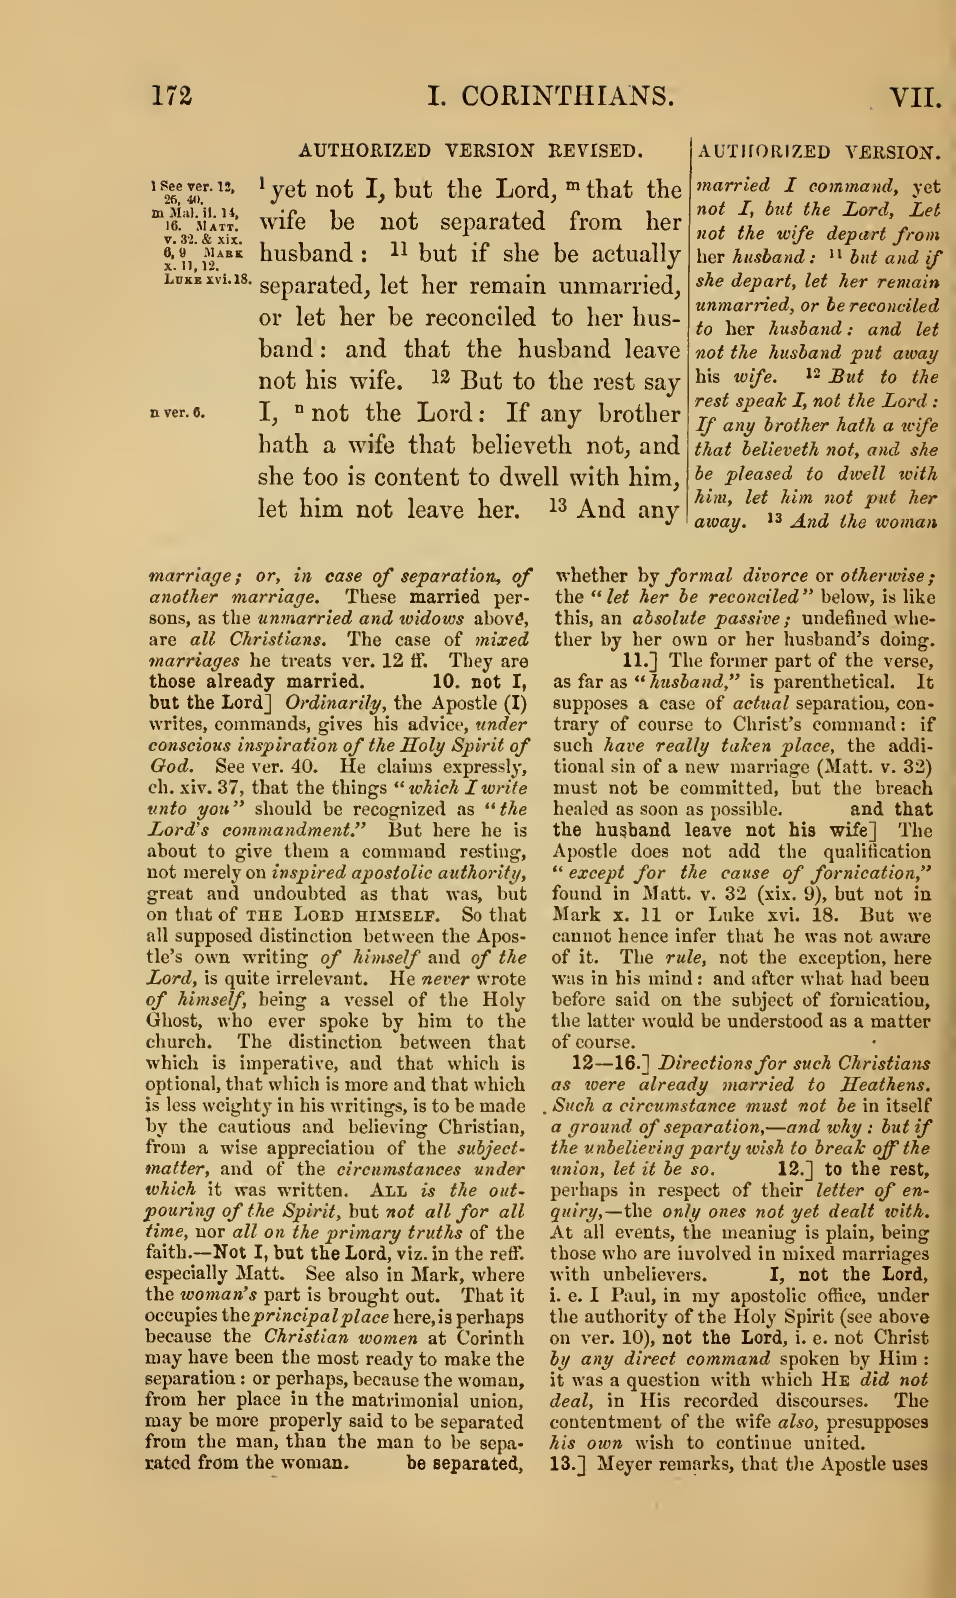 172 I. CORINTHIANS. VII.
AUTHORIZED VERSION REVISED.
l See ver. 12,
25, 40.
m Mal. ii. 14,
16. MATT.
v. 32. & xix.
6, 9 MARK
x. 11, 12.
LUKE xvi. 18.
n ver. 6.
l yet not I, but the Lord, m that the
wife be not separated from her
husband : 11 but if she be actually
separated, let her remain unmarried,
or let her be reconciled to her hus-
band : and that the husband leave
not his wife. 12 But to the rest say
I, n not the Lord: If any brother
hath a wife that believeth not, and
she too is content to dwell with him,
let him not leave her. 13 And any
AUTHORIZED VERSION.
married I command, yet
not I, but the Lord, Let
not the wife depart from
her husband: 11 but and if
she depart, let her remain
unmarried, or be reconciled
to her husband: and let
not the husband put away
his wife. 12 But to the
rest speak I, not the Lord :
If any brother hath a wife
that believeth not, and she
be pleased to dwell with
him, let him not put her
away. 13 And the woman
marriage; or, in case of separation, of
another marriage. These married per-
sons, as the unmarried and widows above,
are all Christians. The case of mixed
marriages he treats ver. 12 ff. They are
those already married. 10. not I,
but the Lord] Ordinarily, the Apostle (I)
writes, commands, gives his advice, under
conscious inspiration of the Holy Spirit of
God. See ver. 40. He claims expressly,
ch. xiv. 37, that the things "which I write
unto you" should be recognized as "the
Lord's commandment." But here he is
about to give them a command resting,
not merely on inspired apostolic authority,
great and undoubted as that was, but
on that of THE LORD HIMSELF. So that
all supposed distinction between the Apos-
tle's own writing of himself and of the
Lord, is quite irrelevant. He never wrote
of himself, being a vessel of the Holy
Ghost, who ever spoke by him to the
church. The distinction between that
which is imperative, and that which is
optional, that which is more and that which
is less weighty in his writings, is to be made
by the cautious and believing Christian,
from a wise appreciation of the subject-
matter, and of the circumstances under
which it was written. ALL is the out-
pouring of the Spirit, but not all for all
time, nor all on the primary truths of the
faith.—Not I, but the Lord, viz. in the reff.
especially Matt. See also in Mark, where
the woman's part is brought out. That it
occupies the principal place here, is perhaps
because the Christian women at Corinth
may have been the most ready to make the
separation : or perhaps, because the woman,
from her place in the matrimonial union,
may be more properly said to be separated
from the man, than the man to be sepa-
rated from the woman. be separated,
whether by formal divorce or otherwise;
the "let her be reconciled" below, is like
this, an absolute passive; undefined whe-
ther by her own or her husband's doing.
11.] The former part of the verse,
as far as "husband," is parenthetical. It
supposes a case of actual separation, con-
trary of course to Christ's command: if
such have really taken place, the addi-
tional sin of a new marriage (Matt. v. 32)
must not be committed, but the breach
healed as soon as possible. and that
the husband leave not his wife] The
Apostle does not add the qualification
"except for the cause of fornication,"
found in Matt. v. 32 (xix. 9), but not in
Mark x. 11 or Luke xvi. 18. But we
cannot hence infer that he was not aware
of it. The rule, not the exception, here
was in his mind : and after what had been
before said on the subject of fornication,
the latter would be understood as a matter
of course.
12—16.] Directions for such Christians
as were already married to Heathens.
Such a circumstance must not be in itself
a ground of separation,—and why : but if
the unbelieving party wish to break off the
union, let it be so. 12.] to the rest,
perhaps in respect of their letter of en-
quiry,—the only ones not yet dealt with.
At all events, the meaning is plain, being
those who are involved in mixed marriages
with unbelievers. I, not the Lord,
i. e. I Paul, in my apostolic office, under
the authority of the Holy Spirit (see above
on ver. 10), not the Lord, i. e. not Christ
by any direct command spoken by Him :
it was a question with which HE did not
deal, in His recorded discourses. The
contentment of the wife also, presupposes
his own wish to continue united.
13.] Meyer remarks, that the Apostle uses